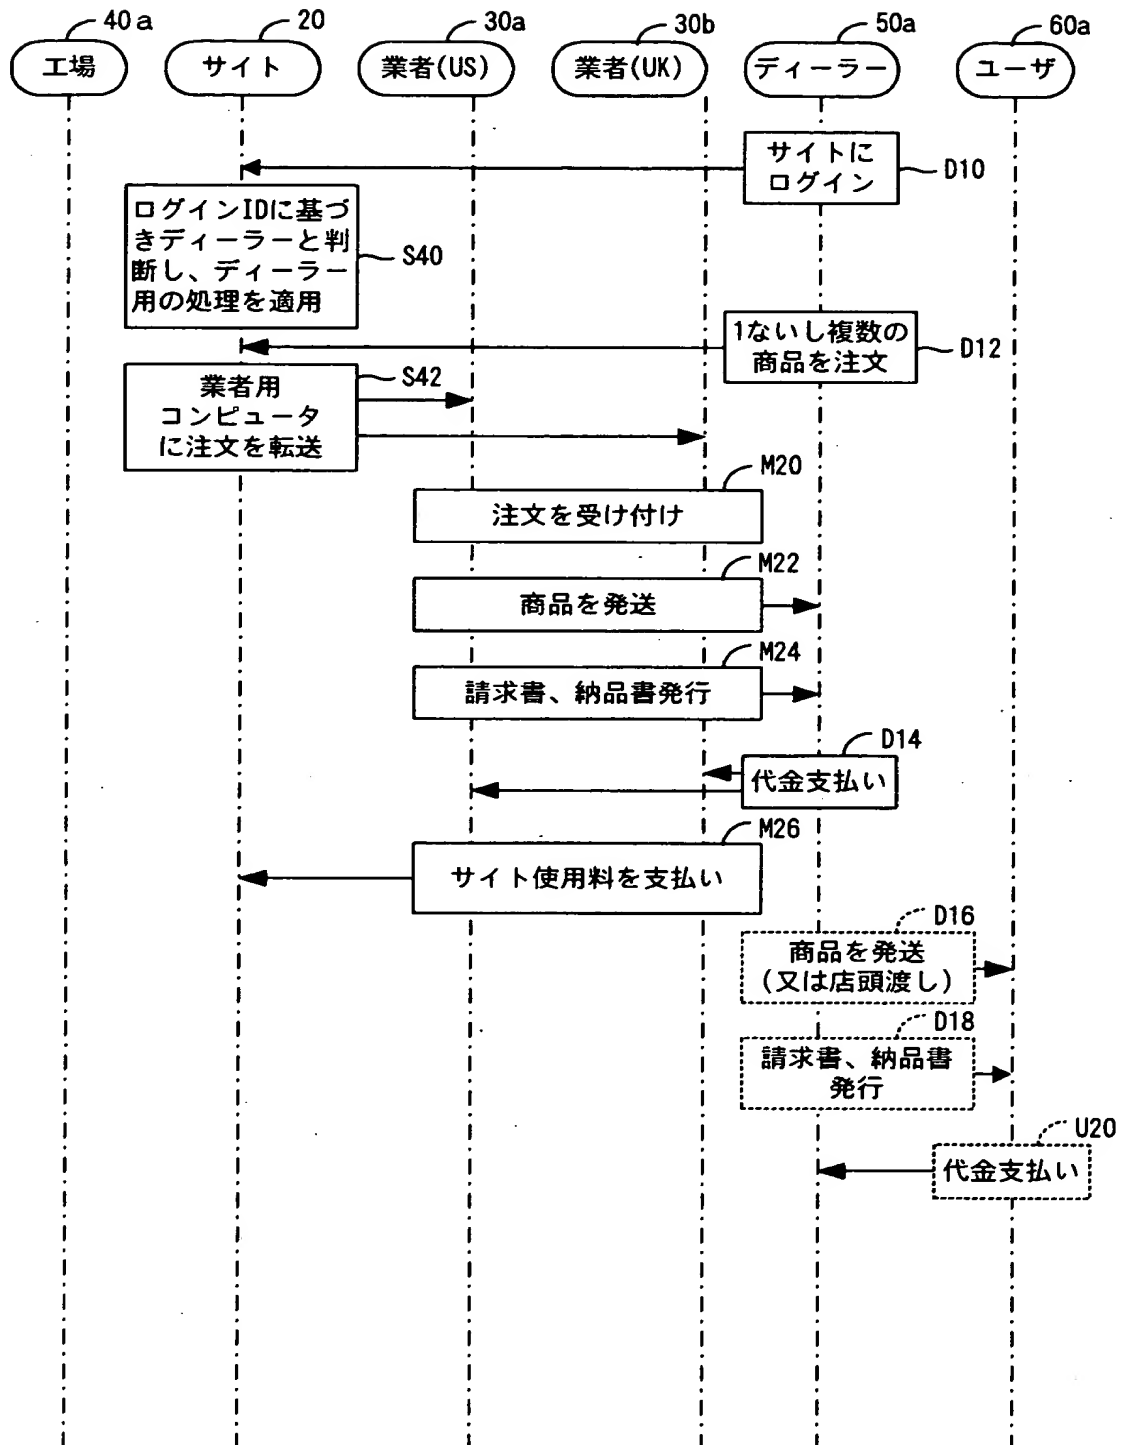 40a
20
30a
30b
50a
60a
工場
サイト
業者(US)
業者(UK)
ディーラー
ユーザ
サイトに
ログイン
D10
ログインIDに基づ
きディーラーと判
断し、ディーラー
用の処理を適用
S40
1ないし複数の
商品を注文
D12
業者用
コンピュータ
に注文を転送
S42
M20
注文を受け付け
M22
商品を発送
M24
請求書、納品書発行
D14
代金支払い
M26
サイト使用料を支払い
D16
商品を発送
(又は店頭渡し)
D18
請求書、納品書
発行
U20
代金支払い